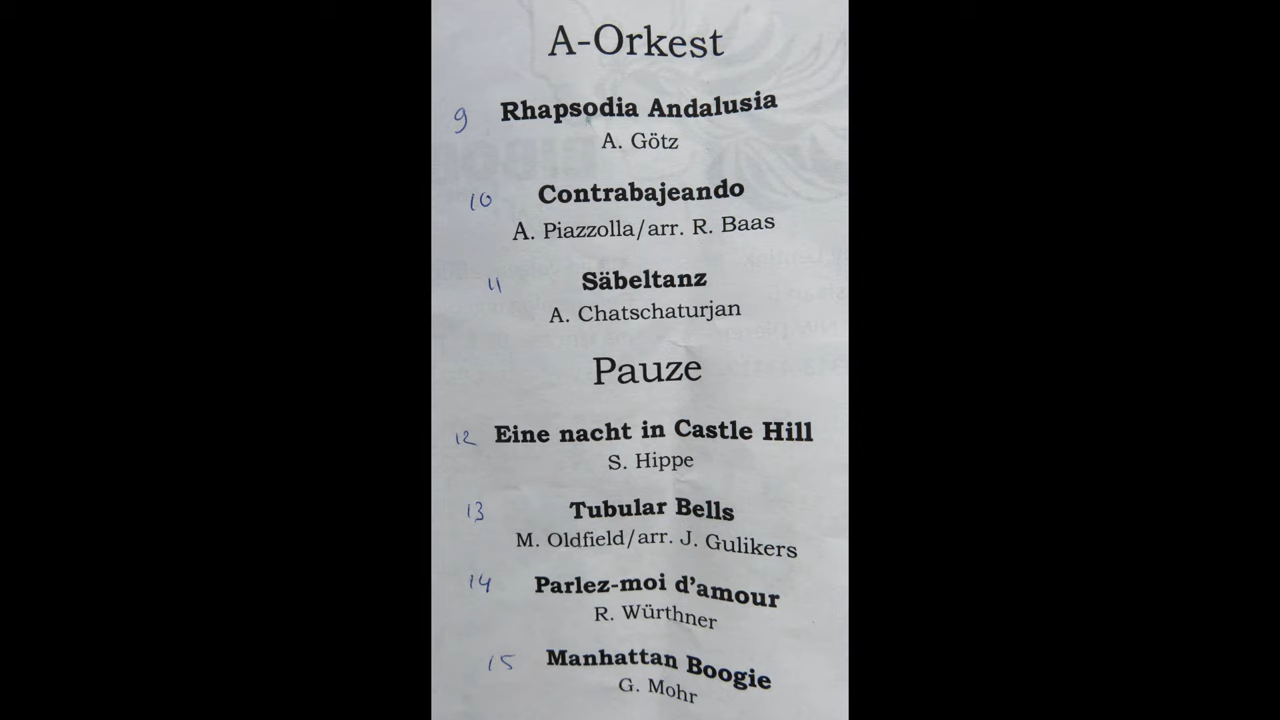 A-Orkest
9 Rhapsodia Andalusia
A. Götz
10 Contrabajeando
A. Piazzolla/arr. R. Baas
11 Säbeltanz
A. Chatschaturjan
Pauze
12 Eine nacht in Castle Hill
S. Hippe
13 Tubular Bells
M. Oldfield/arr. J. Gulikers
14 Parlez-moi d'amour
R. Würthner
15 Manhattan Boogie
G. Mohr